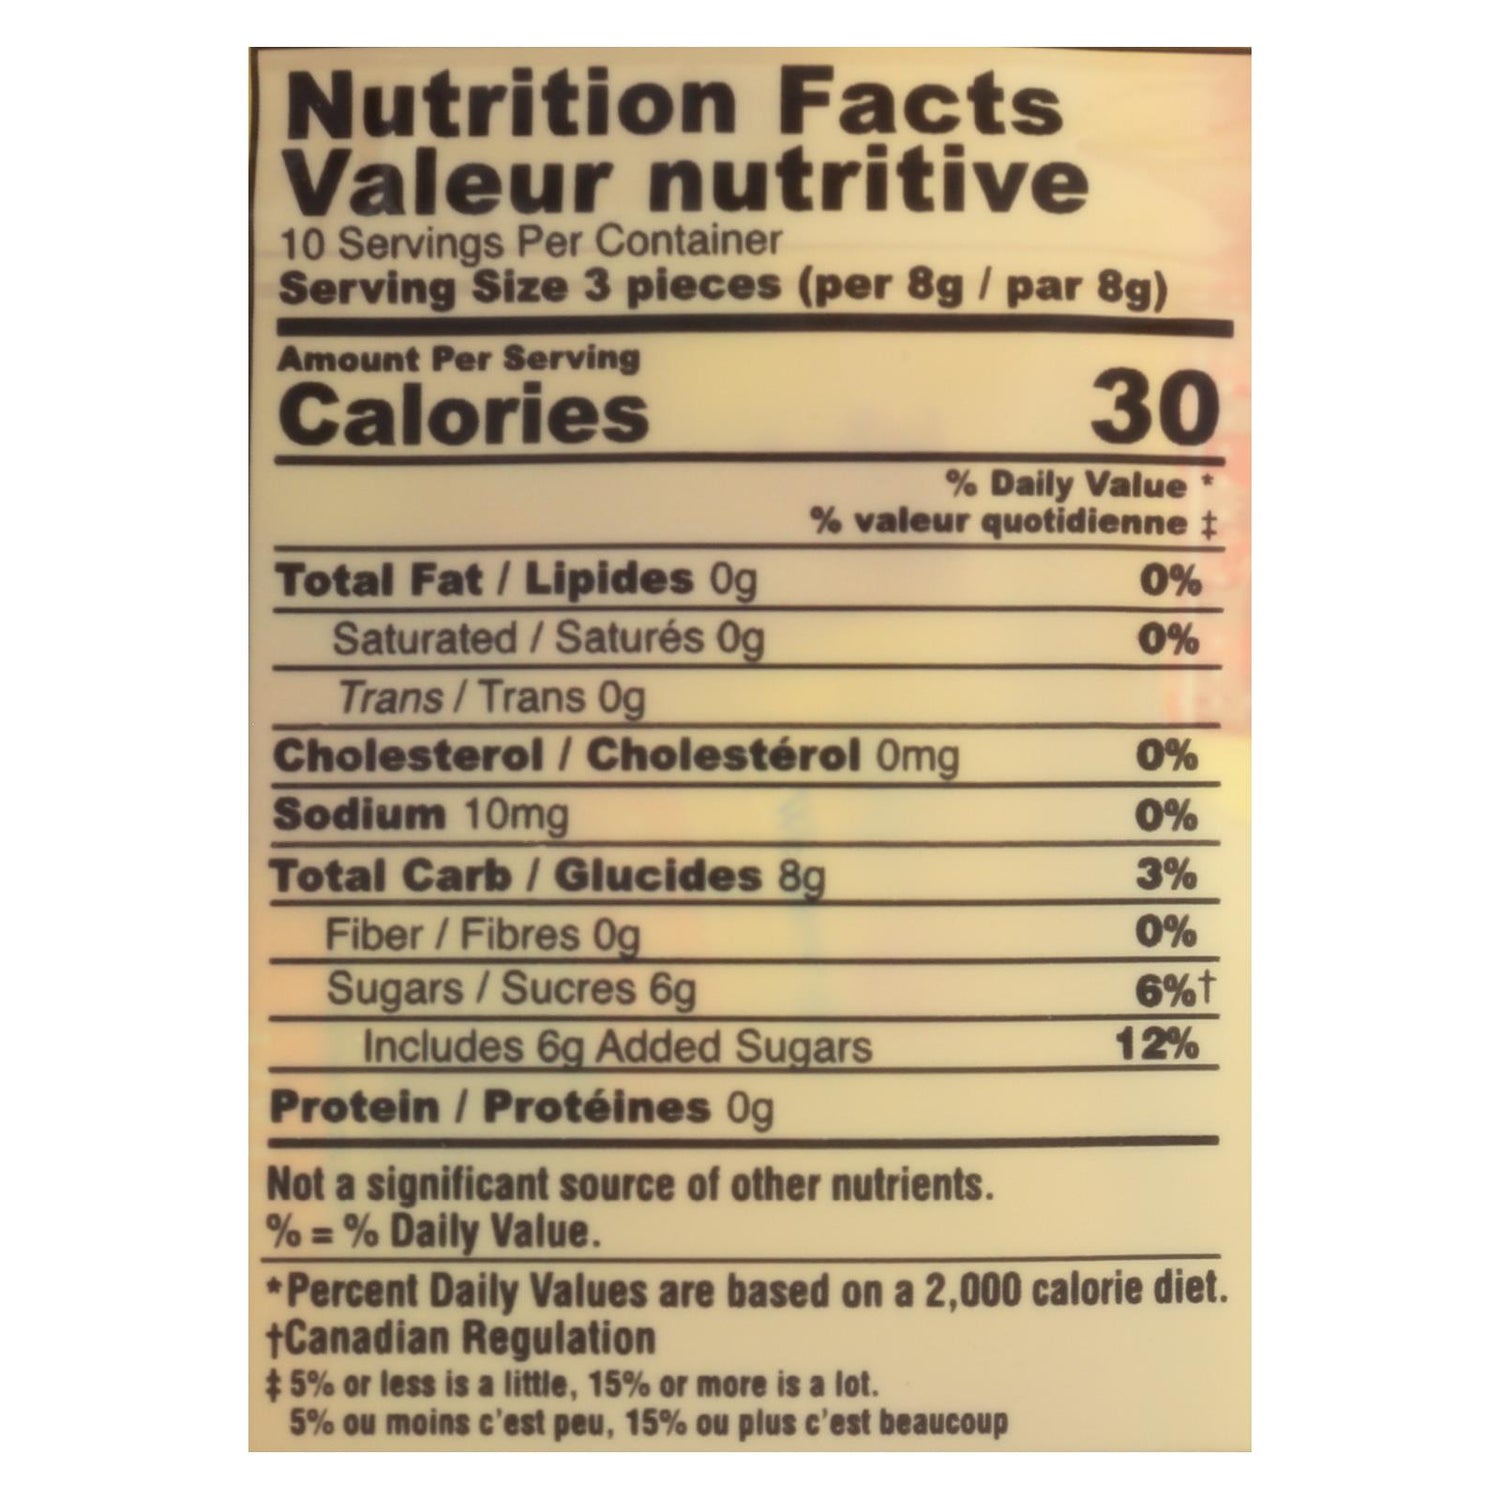 Nutrition Facts
Valeur nutritive
10 Servings Per Container
Serving Size 3 pieces (per 8g / par 8g)
Amount Per Serving
Calories 30
% Daily Value *
% valeur quotidienne ‡
Total Fat / Lipides 0g 0%
Saturated / Saturés 0g 0%
Trans / Trans 0g
Cholesterol / Cholestérol 0mg 0%
Sodium 10mg 0%
Total Carb / Glucides 8g 3%
Fiber / Fibres 0g 0%
Sugars / Sucres 6g 6%†
Includes 6g Added Sugars 12%
Protein / Protéines 0g
Not a significant source of other nutrients.
% = % Daily Value.
*Percent Daily Values are based on a 2,000 calorie diet.
†Canadian Regulation
‡ 5% or less is a little, 15% or more is a lot.
5% ou moins c'est peu, 15% ou plus c'est beaucoup